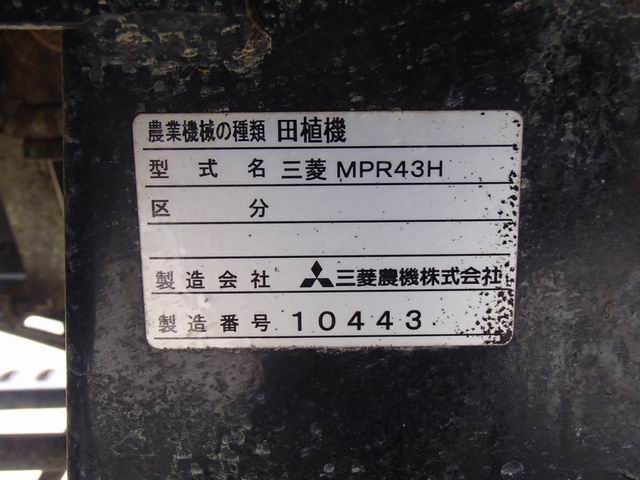 農業機械の種類 田植機
型式名 三菱 MPR43H
区分
製造会社 三菱農機株式会社
製造番号 10443